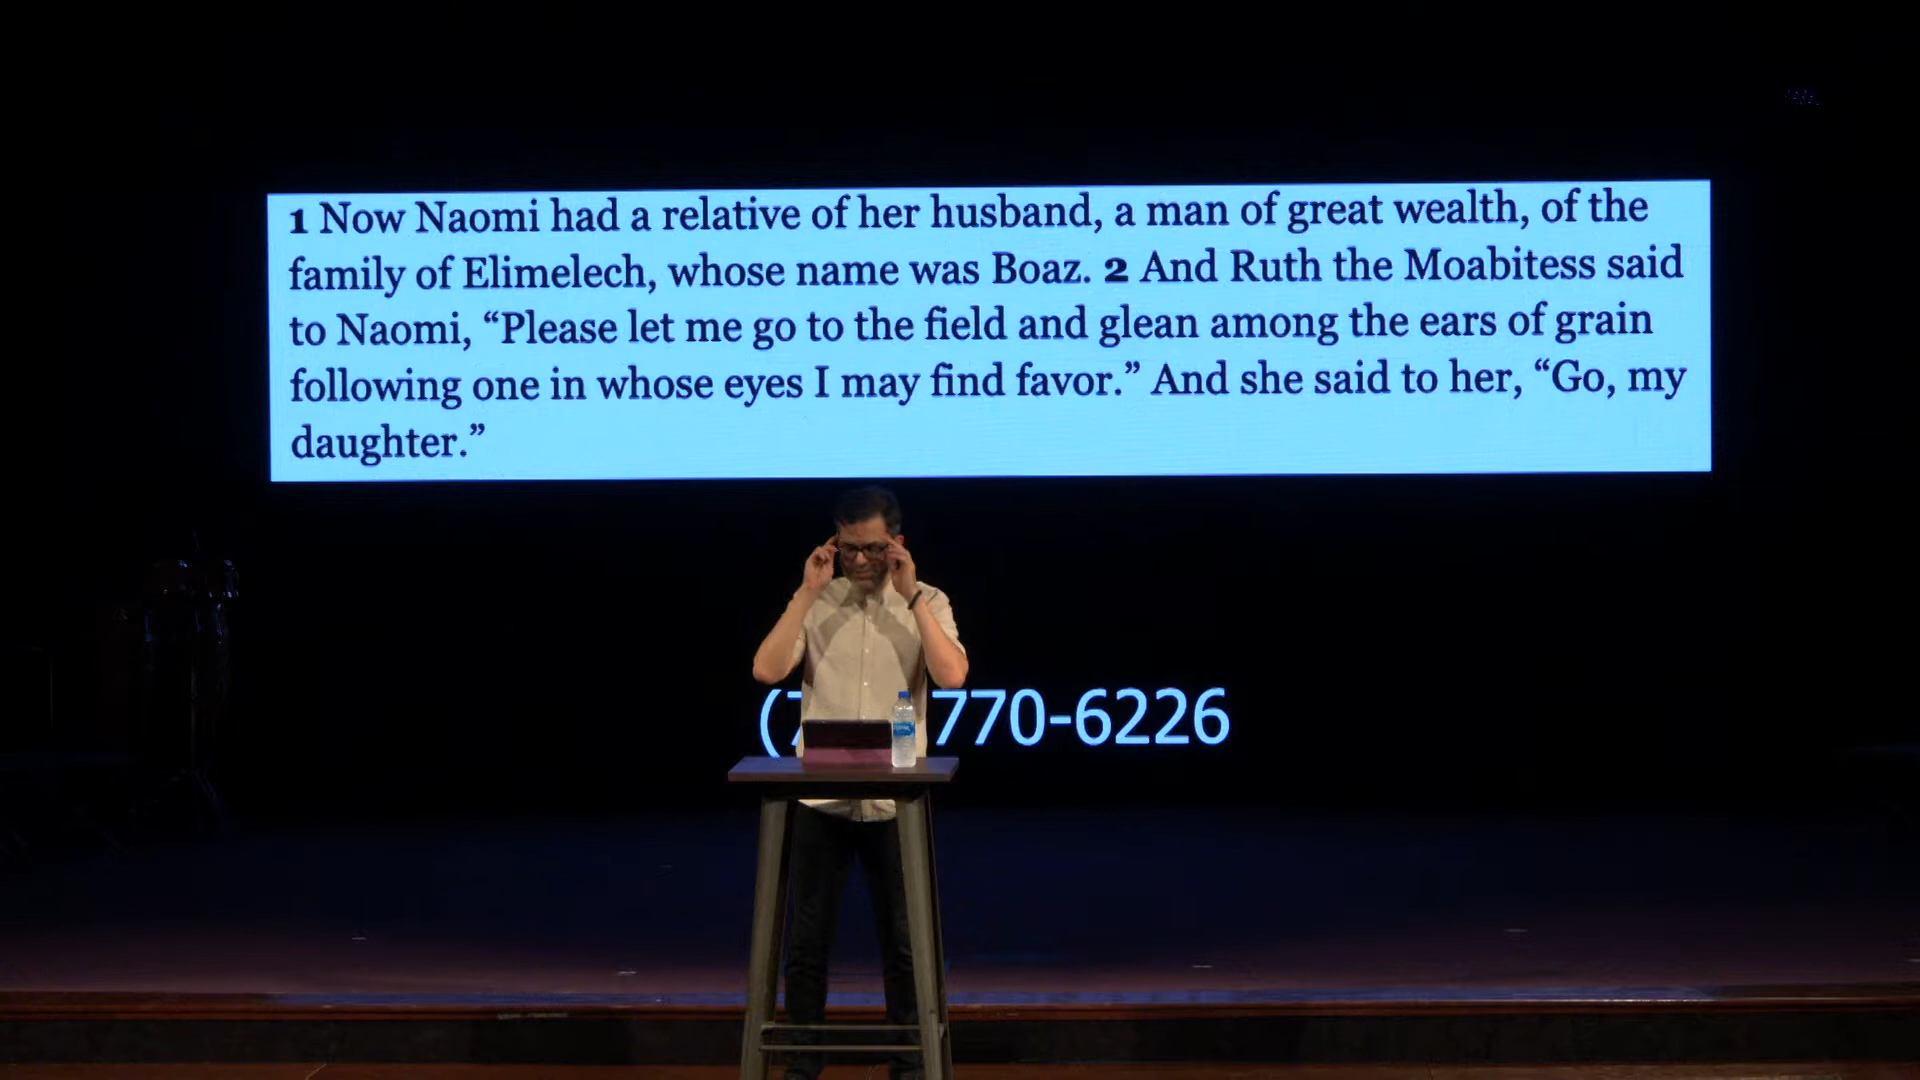 1 Now Naomi had a relative of her husband, a man of great wealth, of the
family of Elimelech, whose name was Boaz. 2 And Ruth the Moabitess said
to Naomi, “Please let me go to the field and glean among the ears of grain
following one in whose eyes I may find favor.” And she said to her, “Go, my
daughter.”
(7 770-6226